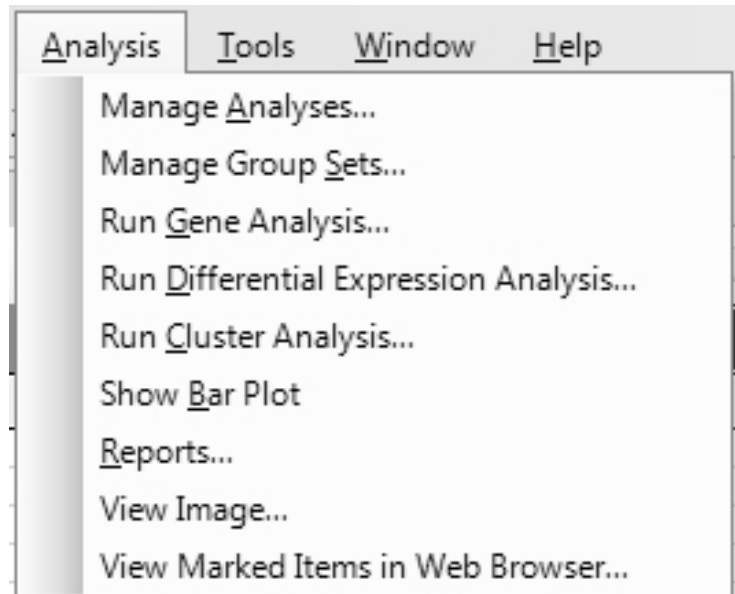 Analysis Tools Window Help
Manage Analyses...
Manage Group Sets...
Run Gene Analysis...
Run Differential Expression Analysis...
Run Cluster Analysis...
Show Bar Plot
Reports...
View Image...
View Marked Items in Web Browser...